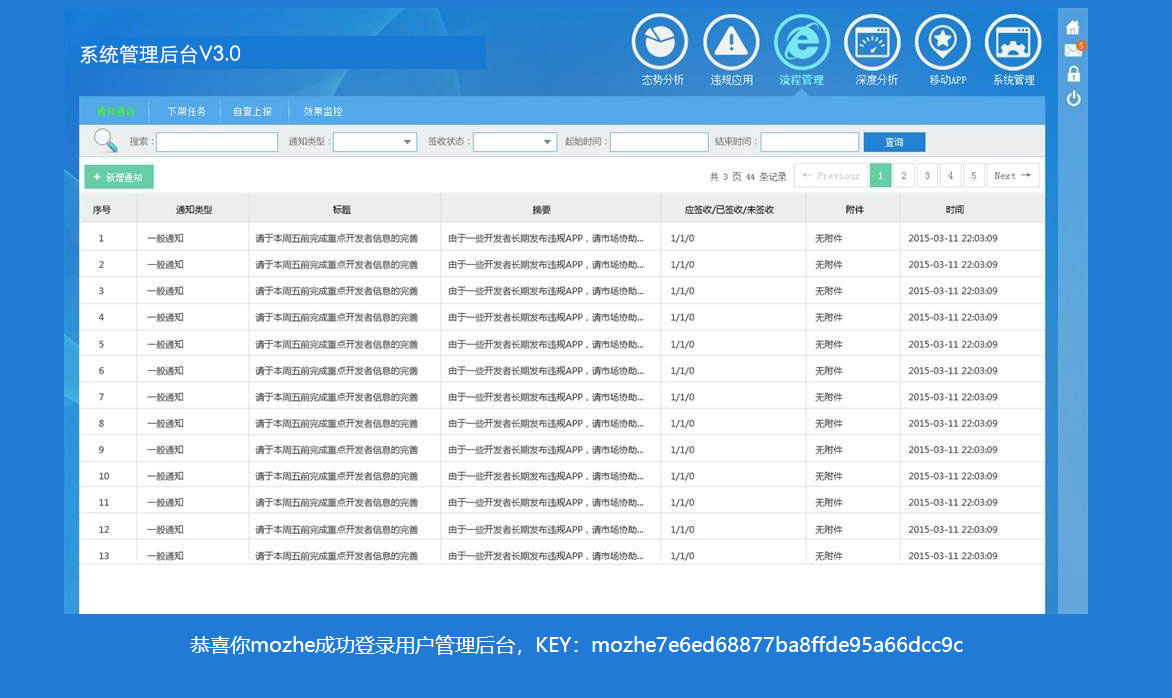 系统管理后台V3.0
态势分析 违规应用 流程管理 深度分析 移动APP 系统管理
5
通知通告 下架任务 自查上报 效果监控
搜索： 通知类型： 签收状态： 起始时间： 结束时间： 查询
+ 新增通知 共 3 页 44 条记录 ← Previous 1 2 3 4 5 Next →
序号 通知类型 标题 摘要 应签收/已签收/未签收 附件 时间
1 一般通知 请于本周五前完成重点开发者信息的完善 由于一些开发者长期发布违规APP，请市场协助... 1/1/0 无附件 2015-03-11 22:03:09
2 一般通知 请于本周五前完成重点开发者信息的完善 由于一些开发者长期发布违规APP，请市场协助... 1/1/0 无附件 2015-03-11 22:03:09
3 一般通知 请于本周五前完成重点开发者信息的完善 由于一些开发者长期发布违规APP，请市场协助... 1/1/0 无附件 2015-03-11 22:03:09
4 一般通知 请于本周五前完成重点开发者信息的完善 由于一些开发者长期发布违规APP，请市场协助... 1/1/0 无附件 2015-03-11 22:03:09
5 一般通知 请于本周五前完成重点开发者信息的完善 由于一些开发者长期发布违规APP，请市场协助... 1/1/0 无附件 2015-03-11 22:03:09
6 一般通知 请于本周五前完成重点开发者信息的完善 由于一些开发者长期发布违规APP，请市场协助... 1/1/0 无附件 2015-03-11 22:03:09
7 一般通知 请于本周五前完成重点开发者信息的完善 由于一些开发者长期发布违规APP，请市场协助... 1/1/0 无附件 2015-03-11 22:03:09
8 一般通知 请于本周五前完成重点开发者信息的完善 由于一些开发者长期发布违规APP，请市场协助... 1/1/0 无附件 2015-03-11 22:03:09
9 一般通知 请于本周五前完成重点开发者信息的完善 由于一些开发者长期发布违规APP，请市场协助... 1/1/0 无附件 2015-03-11 22:03:09
10 一般通知 请于本周五前完成重点开发者信息的完善 由于一些开发者长期发布违规APP，请市场协助... 1/1/0 无附件 2015-03-11 22:03:09
11 一般通知 请于本周五前完成重点开发者信息的完善 由于一些开发者长期发布违规APP，请市场协助... 1/1/0 无附件 2015-03-11 22:03:09
12 一般通知 请于本周五前完成重点开发者信息的完善 由于一些开发者长期发布违规APP，请市场协助... 1/1/0 无附件 2015-03-11 22:03:09
13 一般通知 请于本周五前完成重点开发者信息的完善 由于一些开发者长期发布违规APP，请市场协助... 1/1/0 无附件 2015-03-11 22:03:09
恭喜你mozhe成功登录用户管理后台，KEY：mozhe7e6ed68877ba8ffde95a66dcc9c